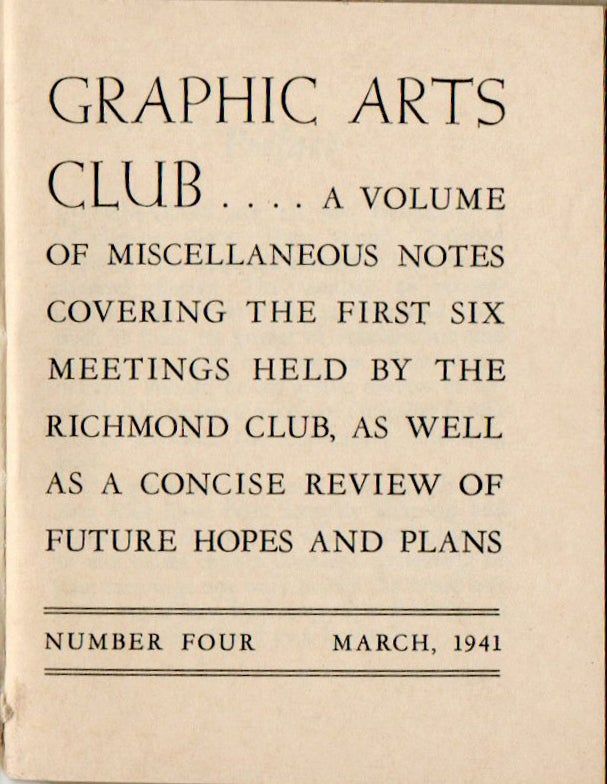 GRAPHIC ARTS
CLUB .... A VOLUME
OF MISCELLANEOUS NOTES
COVERING THE FIRST SIX
MEETINGS HELD BY THE
RICHMOND CLUB, AS WELL
AS A CONCISE REVIEW OF
FUTURE HOPES AND PLANS
NUMBER FOUR MARCH, 1941